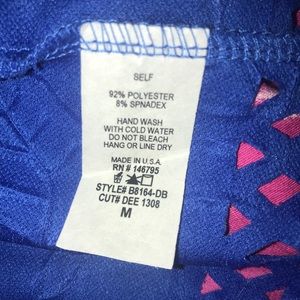 SELF
92% POLYESTER
8% SPNADEX
HAND WASH
WITH COLD WATER
DO NOT BLEACH
HANG OR LINE DRY
MADE IN U.S.A.
RN # 146795
STYLE# B8164-DB
CUT# DEE 1308
M